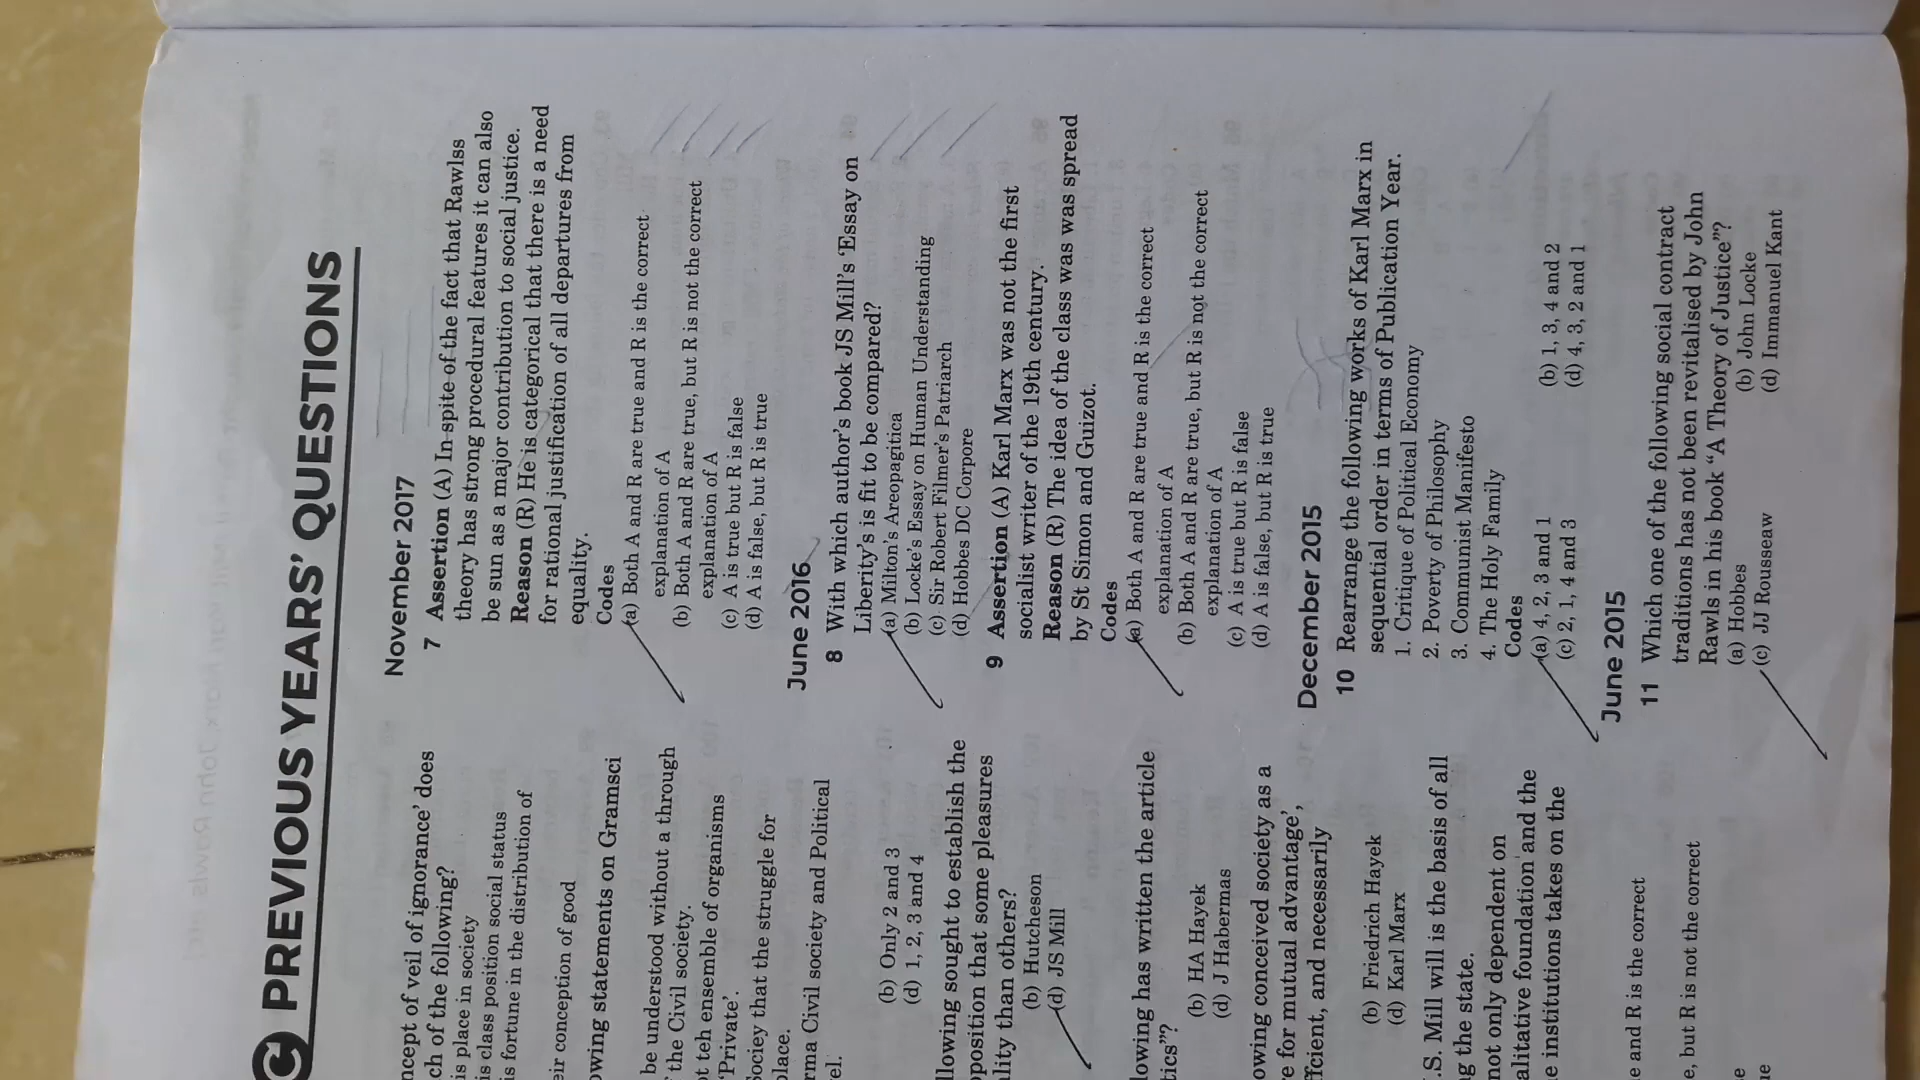 PREVIOUS YEARS' QUESTIONS
ncept of veil of ignorance' does
ch of the following?
is place in society
is class position social status
is fortune in the distribution of
eir conception of good
owing statements on Gramsci
be understood without a through
the Civil society.
ot teh ensemble of organisms
'Private'.
society that the struggle for
place.
rma Civil society and Political
el.
(b) Only 2 and 3
(d) 1, 2, 3 and 4
llowing sought to establish the
position that some pleasures
ality than others?
(b) Hutcheson
(d) JS Mill
lowing has written the article
tics"?
(b) HA Hayek
(d) J Habermas
owing conceived society as a
e for mutual advantage',
fficient, and necessarily
(b) Friedrich Hayek
(d) Karl Marx
.S. Mill will is the basis of all
g the state.
not only dependent on
alitative foundation and the
e institutions takes on the
e and R is the correct
e, but R is not the correct
November 2017
7 Assertion (A) In spite of the fact that Rawlss
theory has strong procedural features it can also
be sun as a major contribution to social justice.
Reason (R) He is categorical that there is a need
for rational justification of all departures from
equality.
Codes
(a) Both A and R are true and R is the correct
explanation of A
(b) Both A and R are true, but R is not the correct
explanation of A
(c) A is true but R is false
(d) A is false, but R is true
June 2016
8 With which author's book JS Mill's 'Essay on
Liberity's is fit to be compared?
(a) Milton's Areopagitica
(b) Locke's Essay on Human Understanding
(c) Sir Robert Filmer's Patriarch
(d) Hobbes DC Corpore
9 Assertion (A) Karl Marx was not the first
socialist writer of the 19th century.
Reason (R) The idea of the class was was spread
by St Simon and Guizot.
Codes
(a) Both A and R are true and R is the correct
explanation of A
(b) Both A and R are true, but R is not the correct
explanation of A
(c) A is true but R is false
(d) A is false, but R is true
December 2015
10 Rearrange the following works of Karl Marx in
sequential order in terms of Publication Year.
1. Critique of Political Economy
2. Poverty of Philosophy
3. Communist Manifesto
4. The Holy Family
Codes
(a) 4, 2, 3 and 1 (b) 1, 3, 4 and 2
(c) 2, 1, 4 and 3 (d) 4, 3, 2 and 1
June 2015
11 Which one of the following social contract
traditions has not been revitalised by John
Rawls in his book "A Theory of Justice"?
(a) Hobbes (b) John Locke
(c) JJ Rousseaw (d) Immanuel Kant